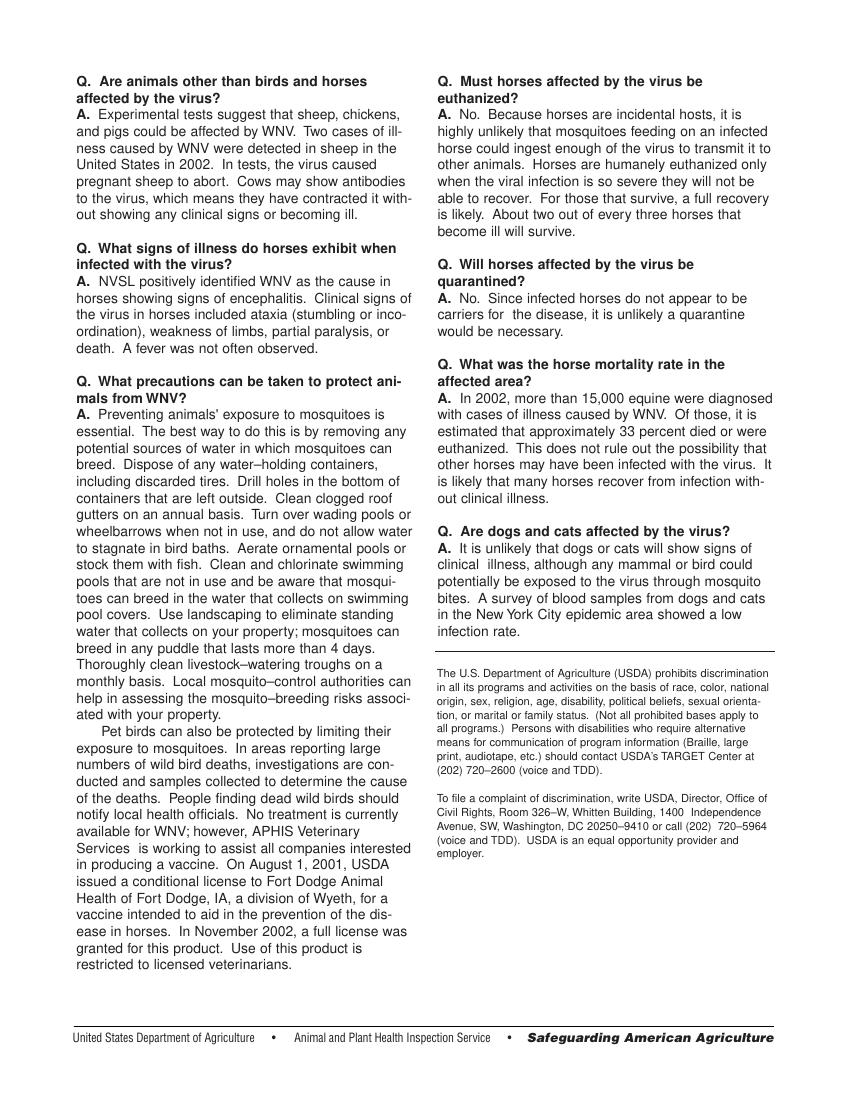 Q.  Are animals other than birds and horses
affected by the virus?
A.  Experimental tests suggest that sheep, chickens,
and pigs could be affected by WNV.  Two cases of ill-
ness caused by WNV were detected in sheep in the
United States in 2002.  In tests, the virus caused
pregnant sheep to abort.  Cows may show antibodies
to the virus, which means they have contracted it with-
out showing any clinical signs or becoming ill.

Q.  What signs of illness do horses exhibit when
infected with the virus?
A.  NVSL positively identified WNV as the cause in
horses showing signs of encephalitis.  Clinical signs of
the virus in horses included ataxia (stumbling or inco-
ordination), weakness of limbs, partial paralysis, or
death.  A fever was not often observed.

Q.  What precautions can be taken to protect ani-
mals from WNV?
A.  Preventing animals' exposure to mosquitoes is
essential.  The best way to do this is by removing any
potential sources of water in which mosquitoes can
breed.  Dispose of any water–holding containers,
including discarded tires.  Drill holes in the bottom of
containers that are left outside.  Clean clogged roof
gutters on an annual basis.  Turn over wading pools or
wheelbarrows when not in use, and do not allow water
to stagnate in bird baths.  Aerate ornamental pools or
stock them with fish.  Clean and chlorinate swimming
pools that are not in use and be aware that mosqui-
toes can breed in the water that collects on swimming
pool covers.  Use landscaping to eliminate standing
water that collects on your property; mosquitoes can
breed in any puddle that lasts more than 4 days.
Thoroughly clean livestock–watering troughs on a
monthly basis.  Local mosquito–control authorities can
help in assessing the mosquito–breeding risks associ-
ated with your property.
Pet birds can also be protected by limiting their
exposure to mosquitoes.  In areas reporting large
numbers of wild bird deaths, investigations are con-
ducted and samples collected to determine the cause
of the deaths.  People finding dead wild birds should
notify local health officials.  No treatment is currently
available for WNV; however, APHIS Veterinary
Services  is working to assist all companies interested
in producing a vaccine.  On August 1, 2001, USDA
issued a conditional license to Fort Dodge Animal
Health of Fort Dodge, IA, a division of Wyeth, for a
vaccine intended to aid in the prevention of the dis-
ease in horses.  In November 2002, a full license was
granted for this product.  Use of this product is
restricted to licensed veterinarians.

Q.  Must horses affected by the virus be
euthanized?
A.  No.  Because horses are incidental hosts, it is
highly unlikely that mosquitoes feeding on an infected
horse could ingest enough of the virus to transmit it to
other animals.  Horses are humanely euthanized only
when the viral infection is so severe they will not be
able to recover.  For those that survive, a full recovery
is likely.  About two out of every three horses that
become ill will survive.

Q.  Will horses affected by the virus be
quarantined?
A.  No.  Since infected horses do not appear to be
carriers for  the disease, it is unlikely a quarantine
would be necessary.

Q.  What was the horse mortality rate in the
affected area?
A.  In 2002, more than 15,000 equine were diagnosed
with cases of illness caused by WNV.  Of those, it is
estimated that approximately 33 percent died or were
euthanized.  This does not rule out the possibility that
other horses may have been infected with the virus.  It
is likely that many horses recover from infection with-
out clinical illness.

Q.  Are dogs and cats affected by the virus?
A.  It is unlikely that dogs or cats will show signs of
clinical  illness, although any mammal or bird could
potentially be exposed to the virus through mosquito
bites.  A survey of blood samples from dogs and cats
in the New York City epidemic area showed a low
infection rate.

The U.S. Department of Agriculture (USDA) prohibits discrimination
in all its programs and activities on the basis of race, color, national
origin, sex, religion, age, disability, political beliefs, sexual orienta-
tion, or marital or family status.  (Not all prohibited bases apply to
all programs.)  Persons with disabilities who require alternative
means for communication of program information (Braille, large
print, audiotape, etc.) should contact USDA's TARGET Center at
(202) 720–2600 (voice and TDD).

To file a complaint of discrimination, write USDA, Director, Office of
Civil Rights, Room 326–W, Whitten Building, 1400  Independence
Avenue, SW, Washington, DC 20250–9410 or call (202)  720–5964
(voice and TDD).  USDA is an equal opportunity provider and
employer.

United States Department of Agriculture • Animal and Plant Health Inspection Service • Safeguarding American Agriculture